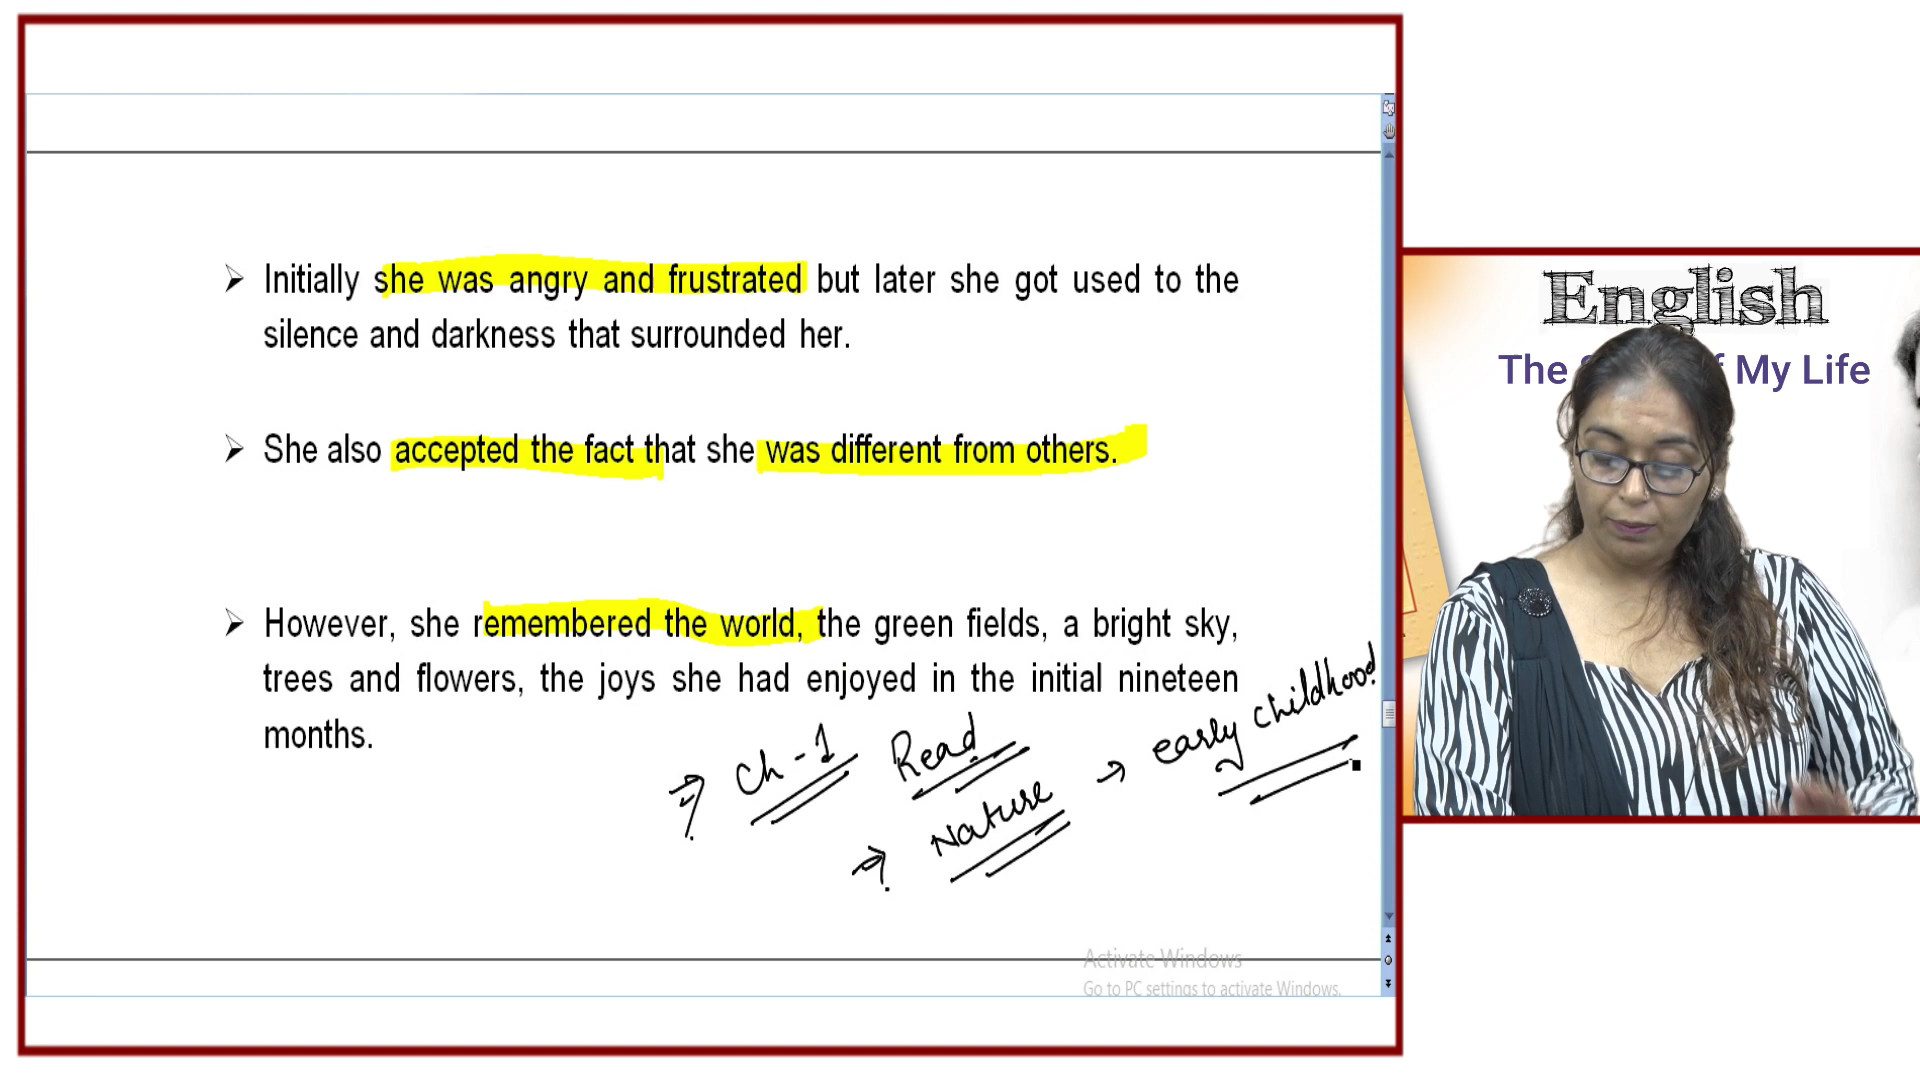 Initially she was angry and frustrated but later she got used to the
silence and darkness that surrounded her.
She also accepted the fact that she was different from others.
However, she remembered the world, the green fields, a bright sky,
trees and flowers, the joys she had enjoyed in the initial nineteen
months.
Ch-1 Read
Nature → early childhood
Activate Windows
Go to PC settings to activate Windows.
English
The My Life